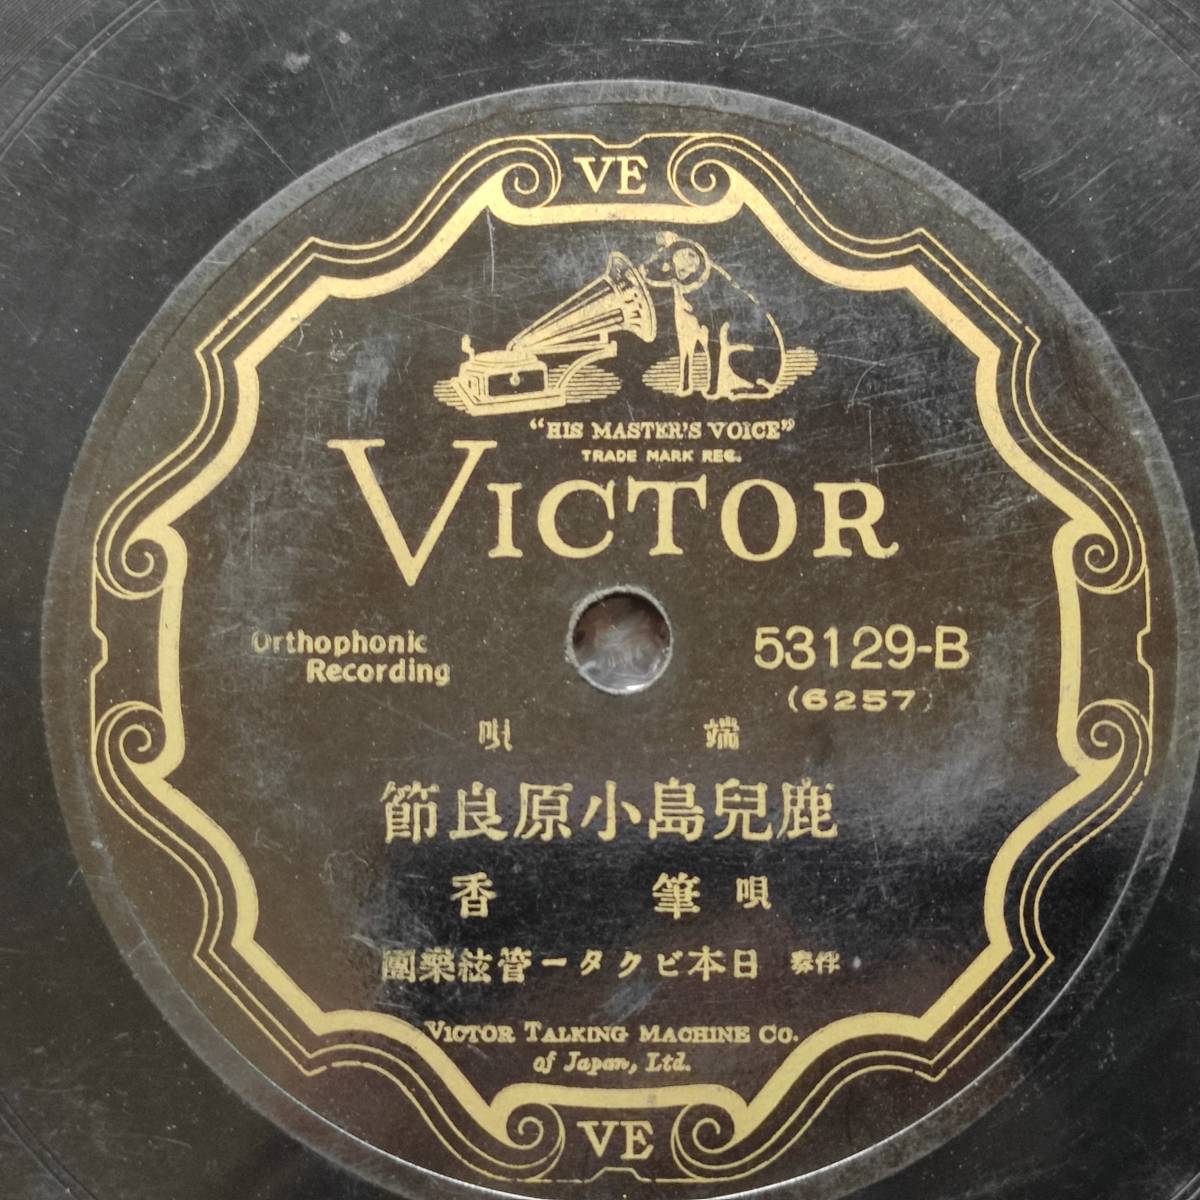 VE
"HIS MASTER'S VOICE"
TRADE MARK REG.
VICTOR
Orthophonic
Recording
53129-B
(6257)
端唄
鹿兒島小原良節
唄 筆香
伴奏 日本ビクター管絃樂團
VICTOR TALKING MACHINE CO.
of Japan, Ltd.
VE